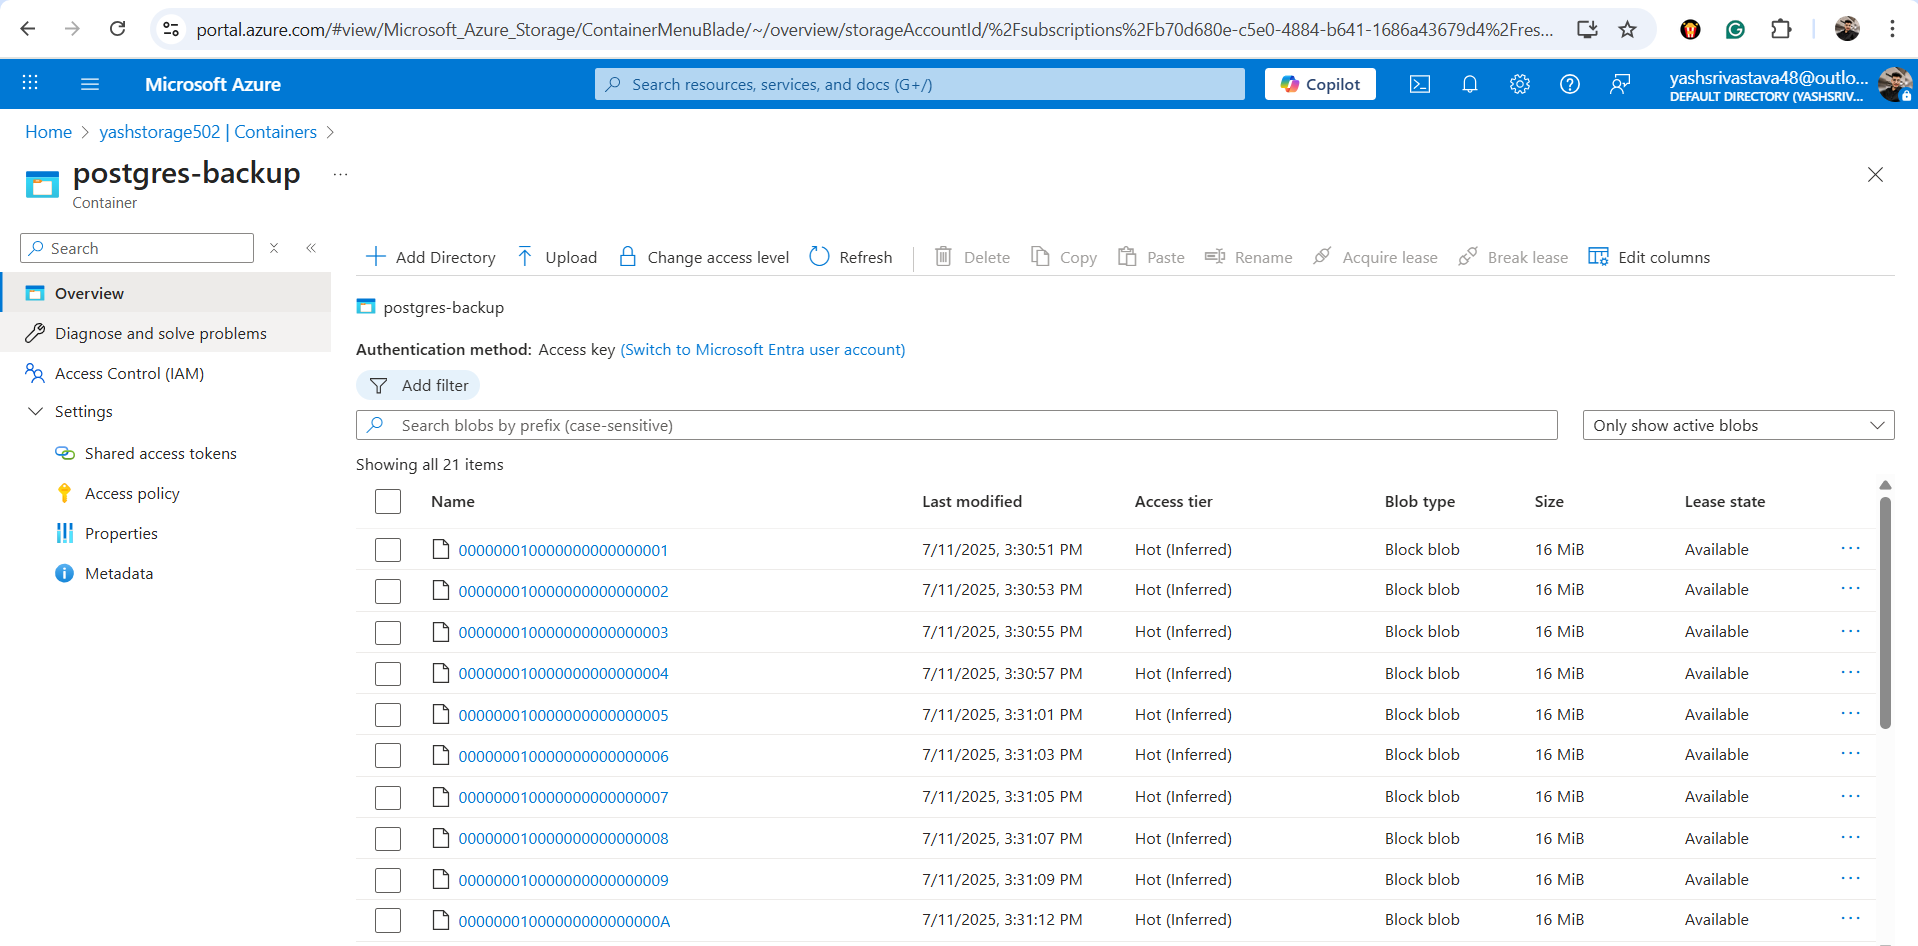 portal.azure.com/#view/Microsoft_Azure_Storage/ContainerMenuBlade/~/overview/storageAccountId/%2Fsubscriptions%2Fb70d680e-c5e0-4884-b641-1686a43679d4%2Fres...
Microsoft Azure
Search resources, services, and docs (G+/)
Copilot
yashsrivastava48@outlo...
DEFAULT DIRECTORY (YASHSRIV...
Home > yashstorage502 | Containers >
postgres-backup ...
Container
Search
Add Directory Upload Change access level Refresh Delete Copy Paste Rename Acquire lease Break lease Edit columns
Overview
Diagnose and solve problems
Access Control (IAM)
Settings
Shared access tokens
Access policy
Properties
Metadata
postgres-backup
Authentication method: Access key (Switch to Microsoft Entra user account)
Add filter
Search blobs by prefix (case-sensitive)
Only show active blobs
Showing all 21 items
Name Last modified Access tier Blob type Size Lease state
000000010000000000000001 7/11/2025, 3:30:51 PM Hot (Inferred) Block blob 16 MiB Available ...
000000010000000000000002 7/11/2025, 3:30:53 PM Hot (Inferred) Block blob 16 MiB Available ...
000000010000000000000003 7/11/2025, 3:30:55 PM Hot (Inferred) Block blob 16 MiB Available ...
000000010000000000000004 7/11/2025, 3:30:57 PM Hot (Inferred) Block blob 16 MiB Available ...
000000010000000000000005 7/11/2025, 3:31:01 PM Hot (Inferred) Block blob 16 MiB Available ...
000000010000000000000006 7/11/2025, 3:31:03 PM Hot (Inferred) Block blob 16 MiB Available ...
000000010000000000000007 7/11/2025, 3:31:05 PM Hot (Inferred) Block blob 16 MiB Available ...
000000010000000000000008 7/11/2025, 3:31:07 PM Hot (Inferred) Block blob 16 MiB Available ...
000000010000000000000009 7/11/2025, 3:31:09 PM Hot (Inferred) Block blob 16 MiB Available ...
00000001000000000000000A 7/11/2025, 3:31:12 PM Hot (Inferred) Block blob 16 MiB Available ...